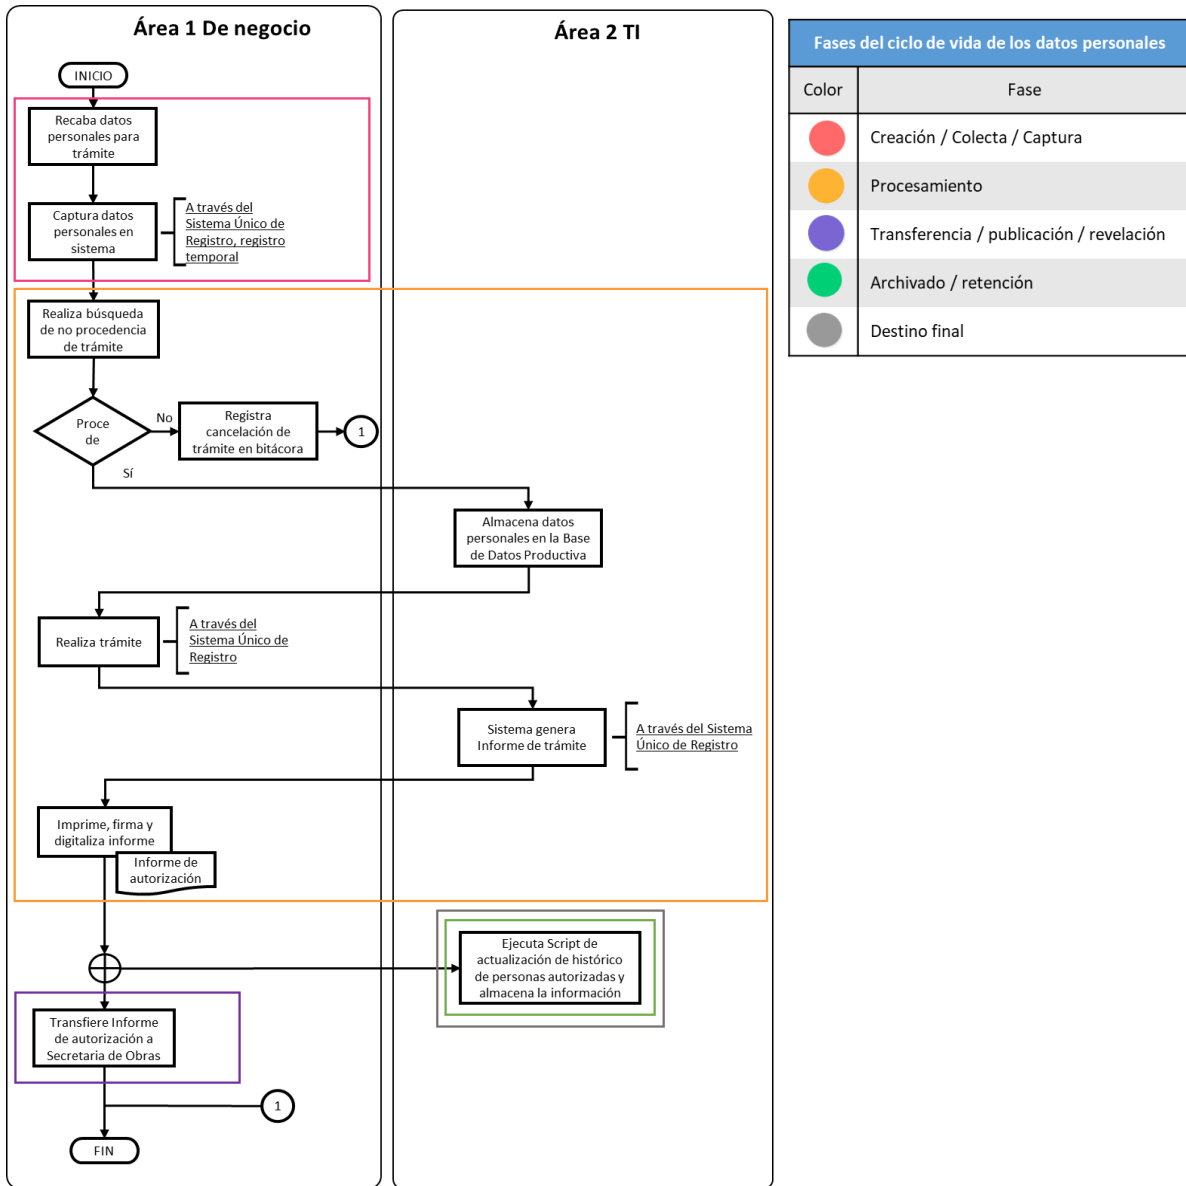 Área 1 De negocio
Área 2 TI
INICIO
Recaba datos
personales para
trámite
Captura datos
personales en
sistema
A través del
Sistema Único de
Registro, registro
temporal
Realiza búsqueda
de no procedencia
de trámite
Proce
de
No
Registra
cancelación de
trámite en bitácora
1
Sí
Almacena datos
personales en la Base
de Datos Productiva
Realiza trámite
A través del
Sistema Único de
Registro
Sistema genera
Informe de trámite
A través del Sistema
Único de Registro
Imprime, firma y
digitaliza informe
Informe de
autorización
Ejecuta Script de
actualización de histórico
de personas autorizadas y
almacena la información
Transfiere Informe
de autorización a
Secretaria de Obras
1
FIN
Fases del ciclo de vida de los datos personales
Color
Fase
Creación / Colecta / Captura
Procesamiento
Transferencia / publicación / revelación
Archivado / retención
Destino final